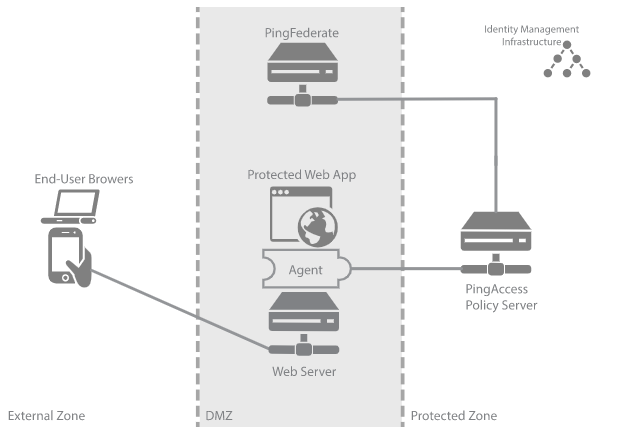 PingFederate
Identity Management
Infrastructure
End-User Browers
Protected Web App
Agent
PingAccess
Policy Server
Web Server
External Zone
DMZ
Protected Zone